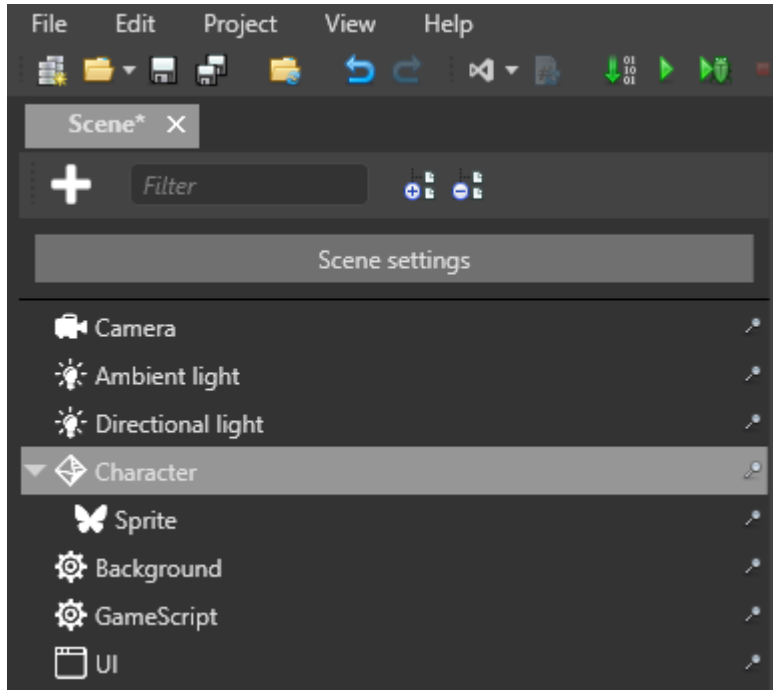 File Edit Project View Help
Scene*
Filter
Scene settings
Camera
Ambient light
Directional light
Character
Sprite
Background
GameScript
UI